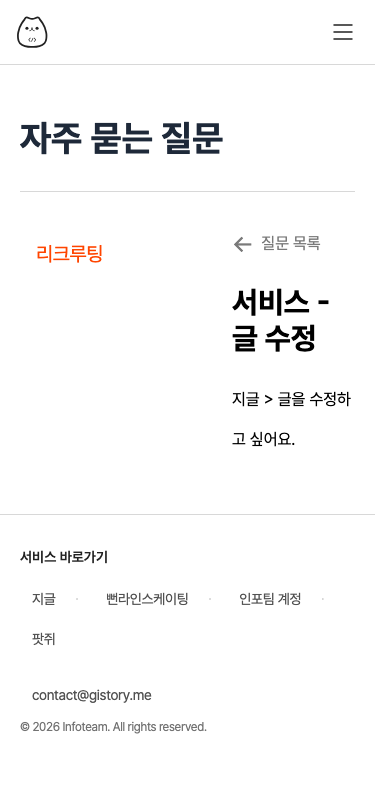 자주 묻는 질문
리크루팅
← 질문 목록
서비스 -
글 수정
지글 > 글을 수정하
고 싶어요.
서비스 바로가기
지글 · 뻔라인스케이팅 · 인포팀 계정 ·
팟쥐
contact@gistory.me
© 2026 Infoteam. All rights reserved.